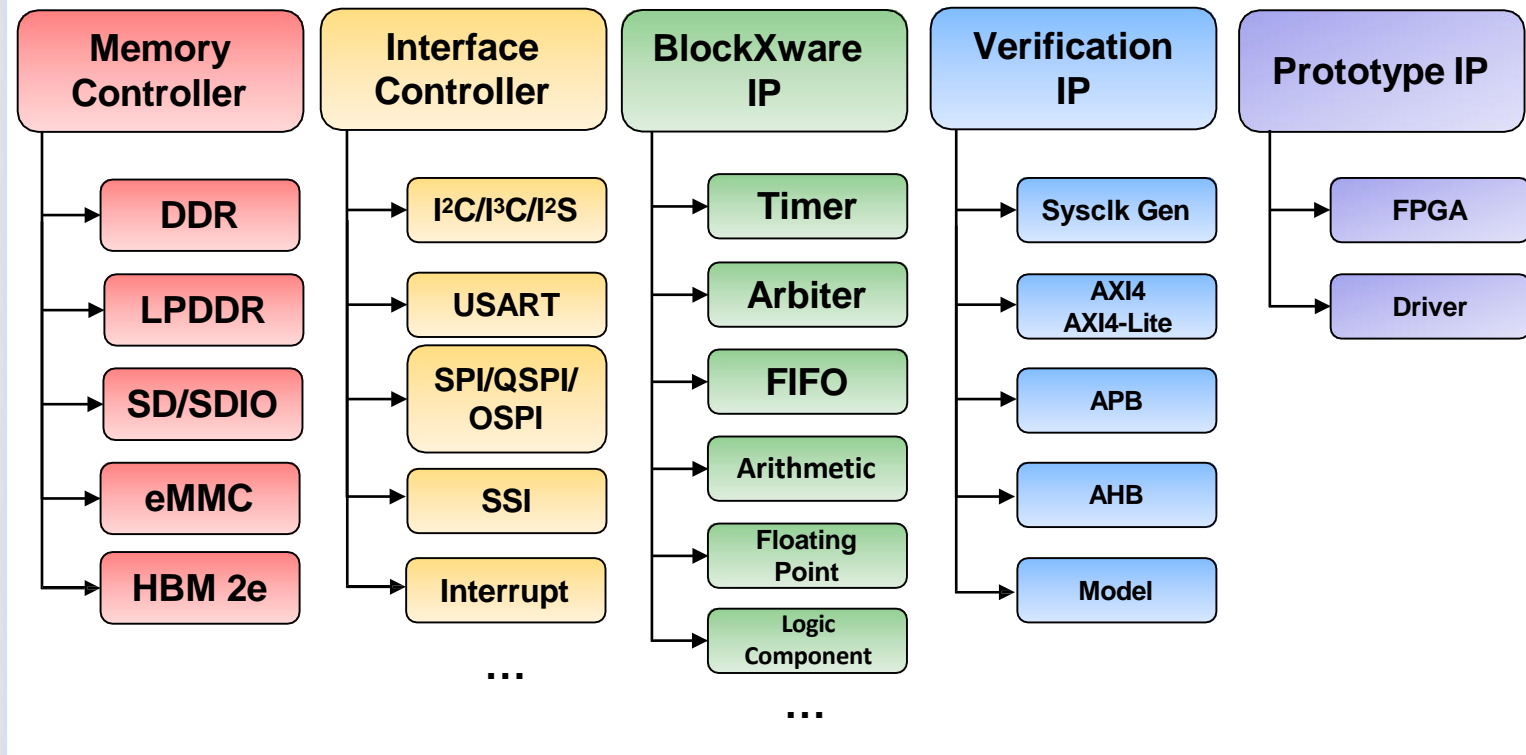 Memory
Controller
DDR
LPDDR
SD/SDIO
eMMC
HBM 2e
Interface
Controller
I²C/I³C/I²S
USART
SPI/QSPI/
OSPI
SSI
Interrupt
...
BlockXware
IP
Timer
Arbiter
FIFO
Arithmetic
Floating
Point
Logic
Component
...
Verification
IP
Sysclk Gen
AXI4
AXI4-Lite
APB
AHB
Model
Prototype IP
FPGA
Driver